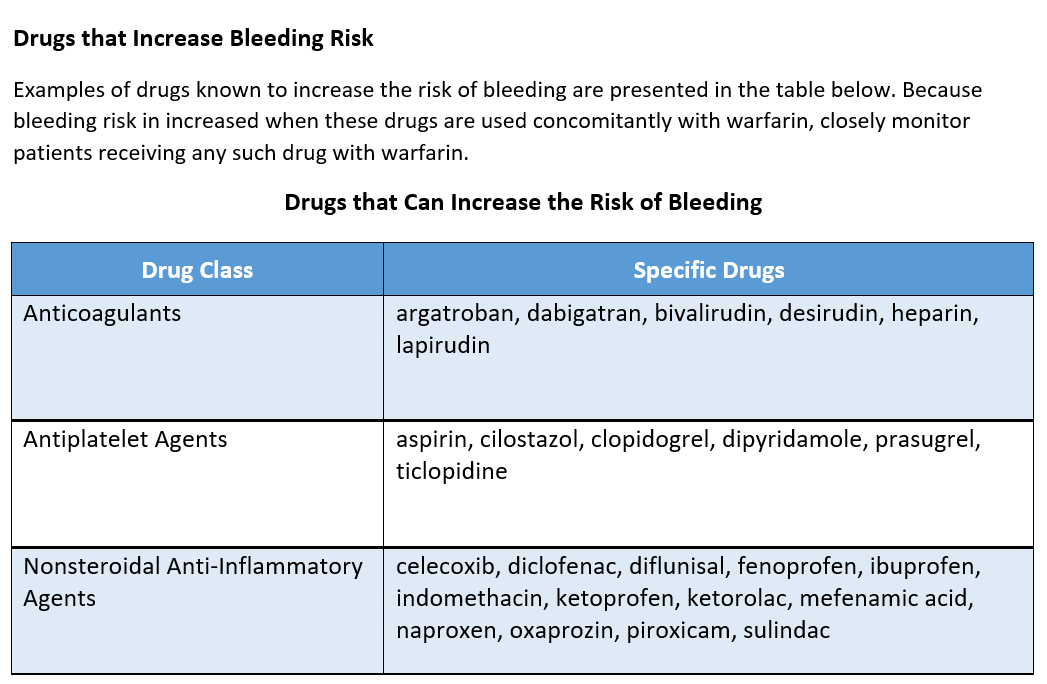 Drugs that Increase Bleeding Risk
Examples of drugs known to increase the risk of bleeding are presented in the table below. Because
bleeding risk in increased when these drugs are used concomitantly with warfarin, closely monitor
patients receiving any such drug with warfarin.
Drugs that Can Increase the Risk of Bleeding
Drug Class
Specific Drugs
Anticoagulants
argatroban, dabigatran, bivalirudin, desirudin, heparin,
lapirudin
Antiplatelet Agents
aspirin, cilostazol, clopidogrel, dipyridamole, prasugrel,
ticlopidine
Nonsteroidal Anti-Inflammatory
Agents
celecoxib, diclofenac, diflunisal, fenoprofen, ibuprofen,
indomethacin, ketoprofen, ketorolac, mefenamic acid,
naproxen, oxaprozin, piroxicam, sulindac